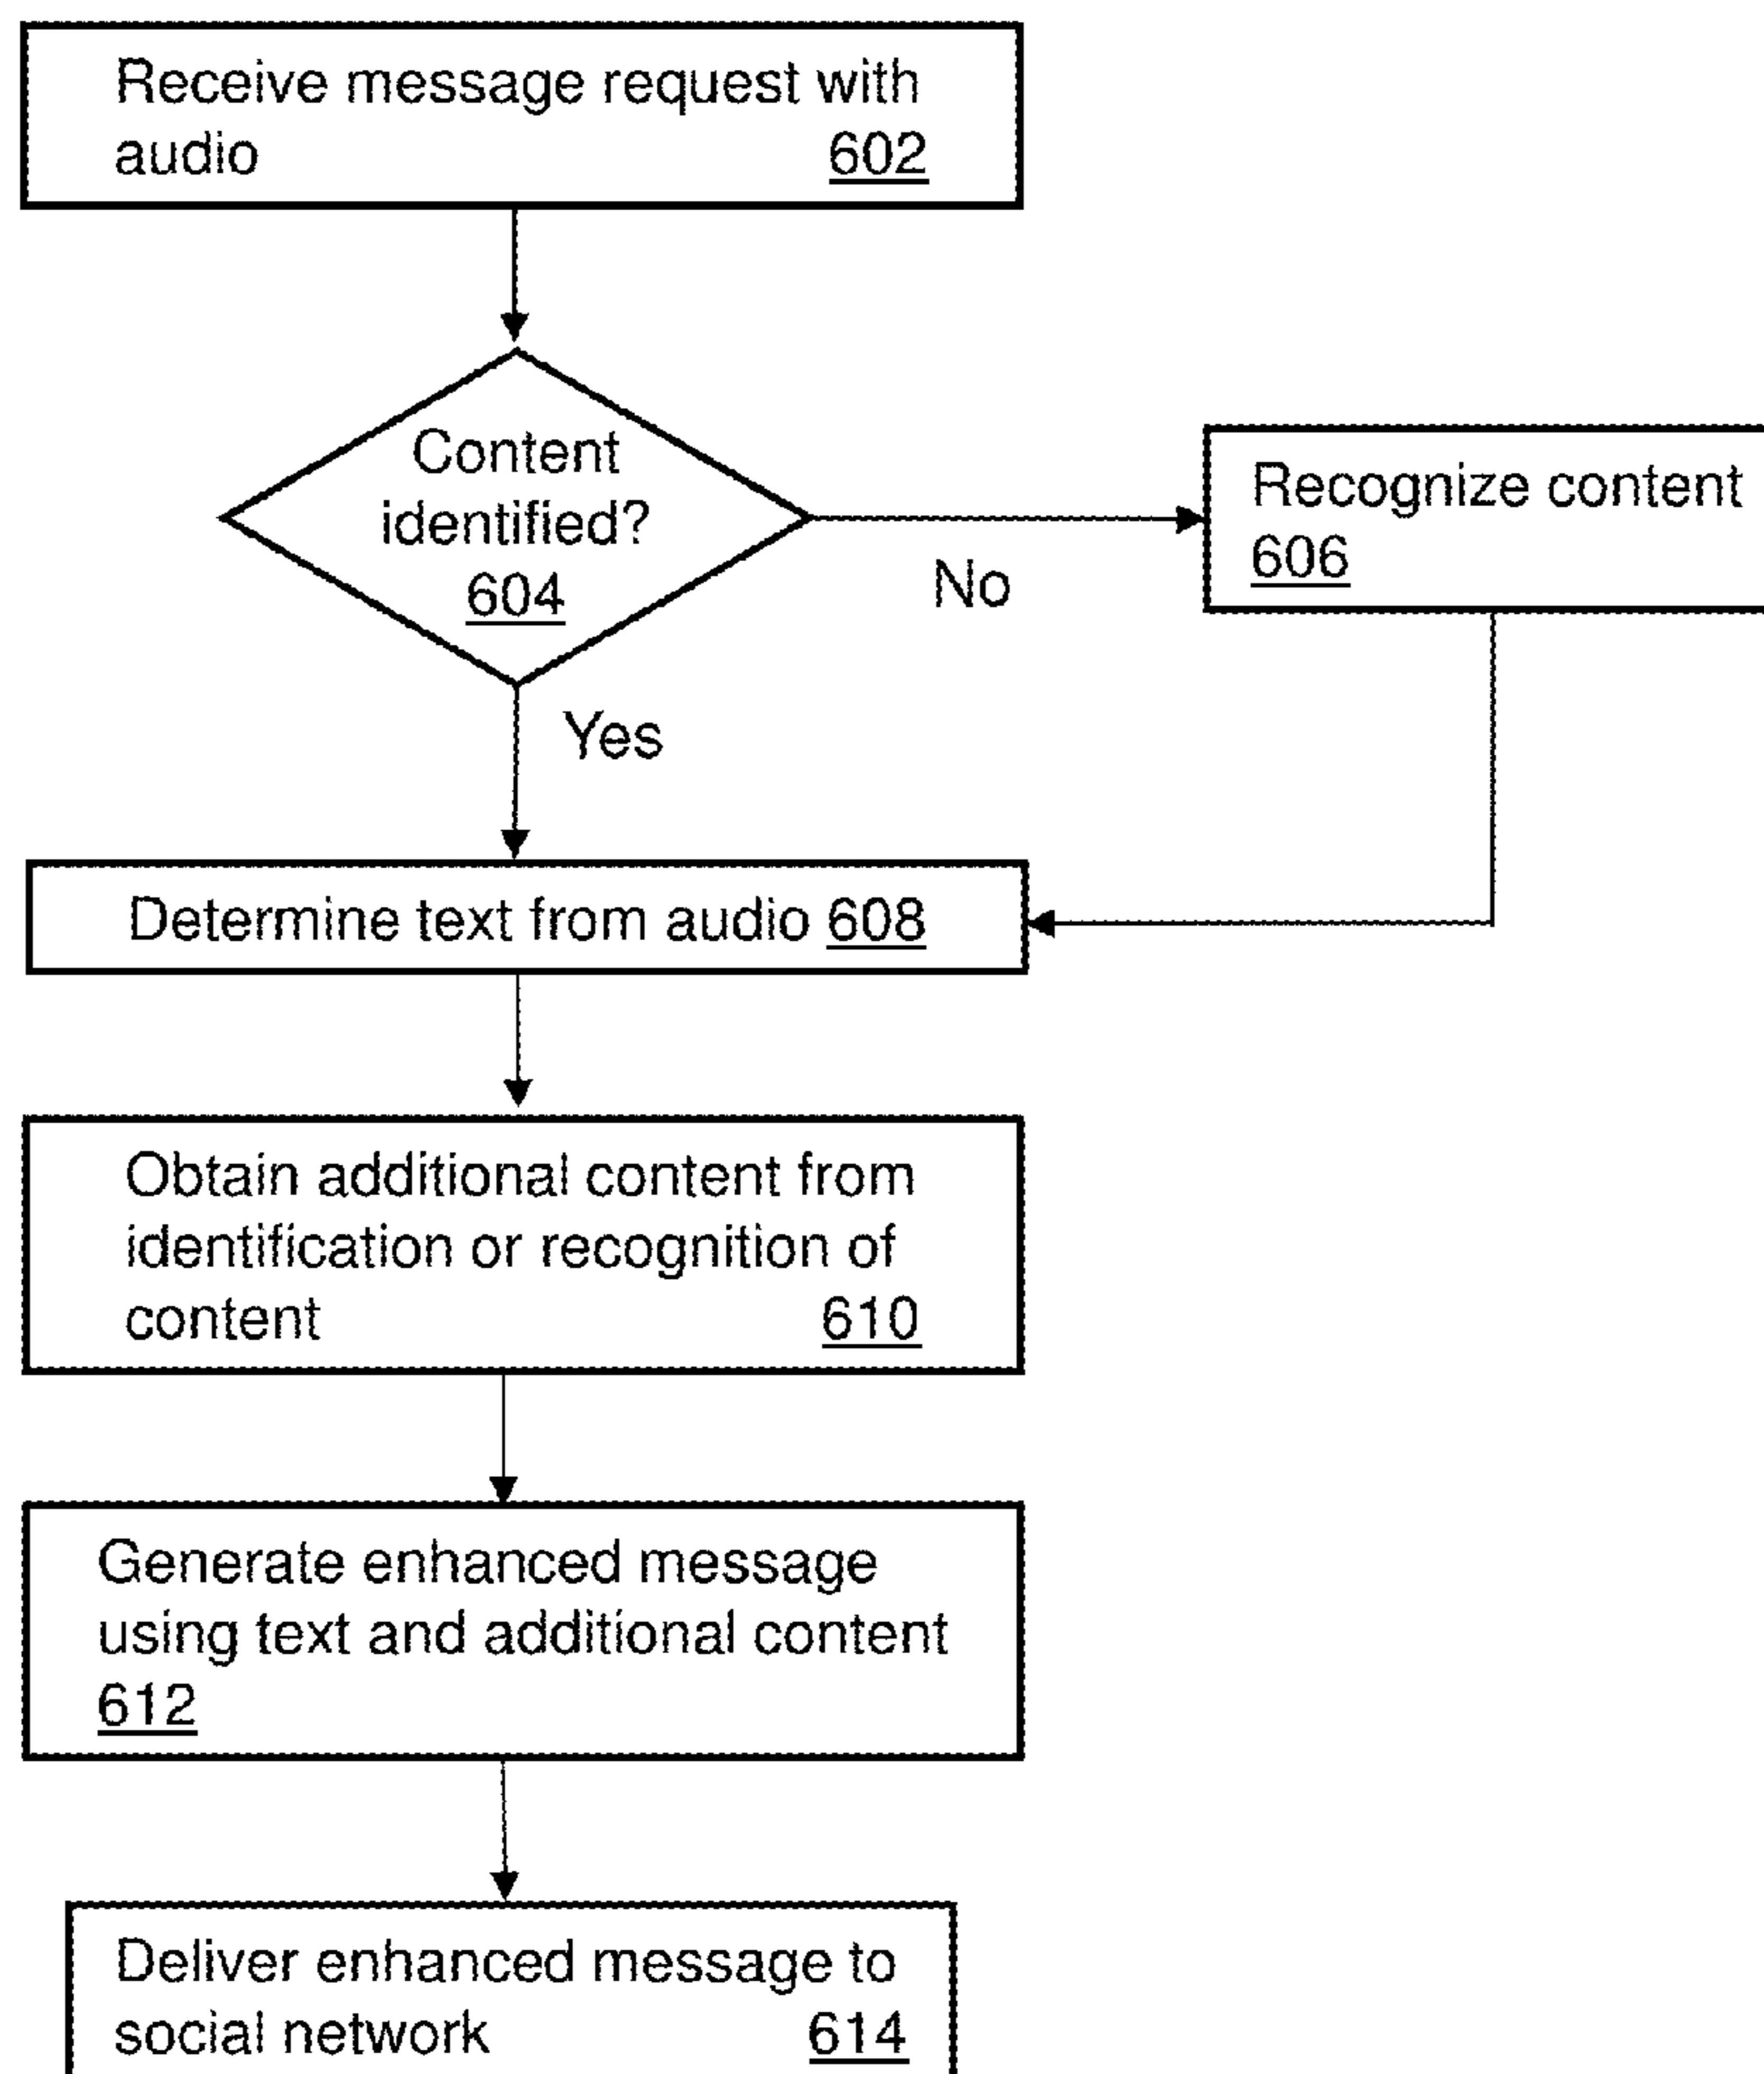 Receive message request with
audio 602
Content
identified?
604
No
Recognize content
606
Yes
Determine text from audio 608
Obtain additional content from
identification or recognition of
content 610
Generate enhanced message
using text and additional content
612
Deliver enhanced message to
social network 614